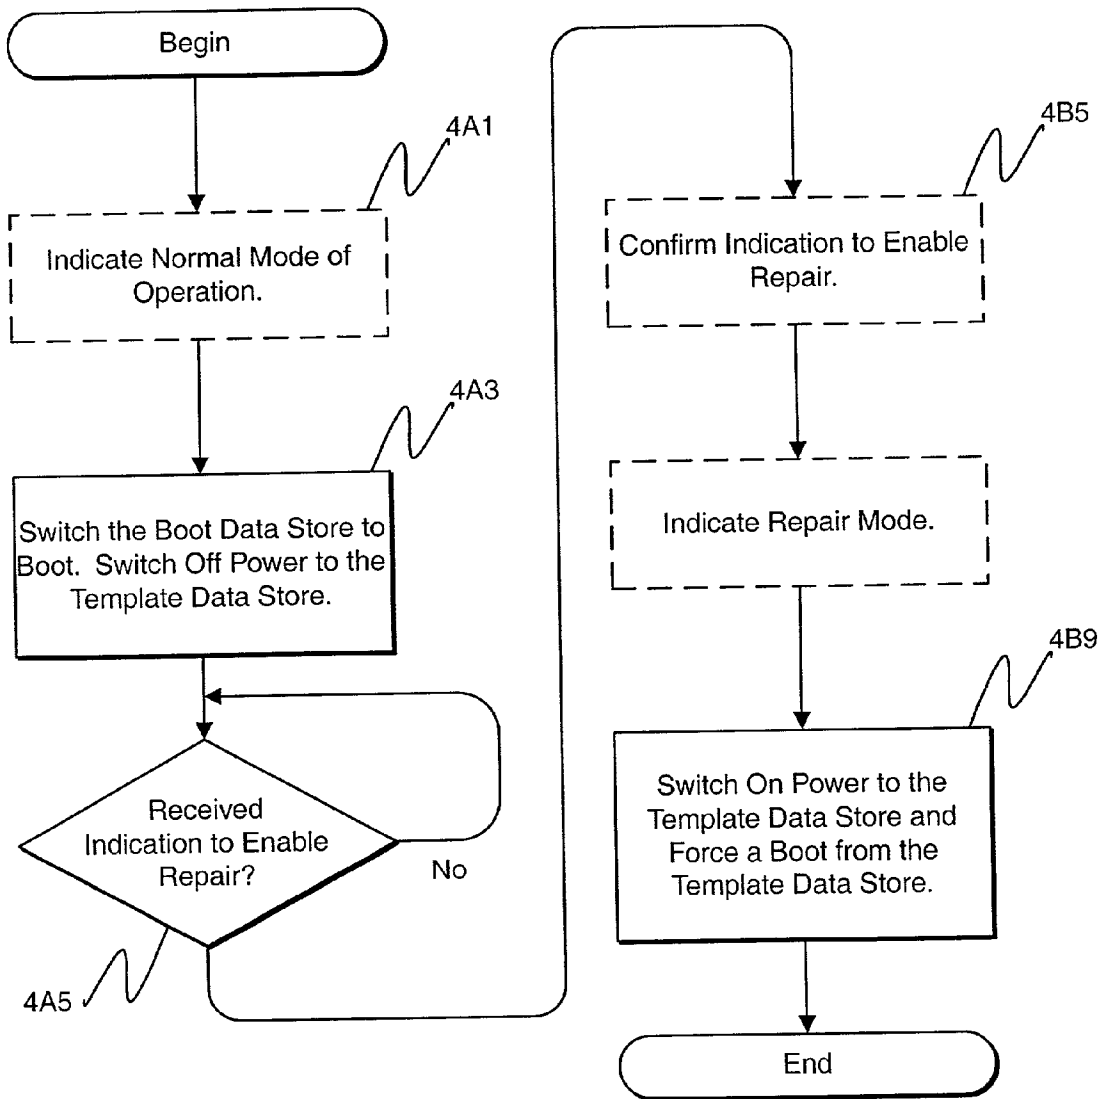 Begin
4A1
Indicate Normal Mode of
Operation.
4A3
Switch the Boot Data Store to
Boot. Switch Off Power to the
Template Data Store.
Received
Indication to Enable
Repair?
No
4A5
4B5
Confirm Indication to Enable
Repair.
Indicate Repair Mode.
4B9
Switch On Power to the
Template Data Store and
Force a Boot from the
Template Data Store.
End